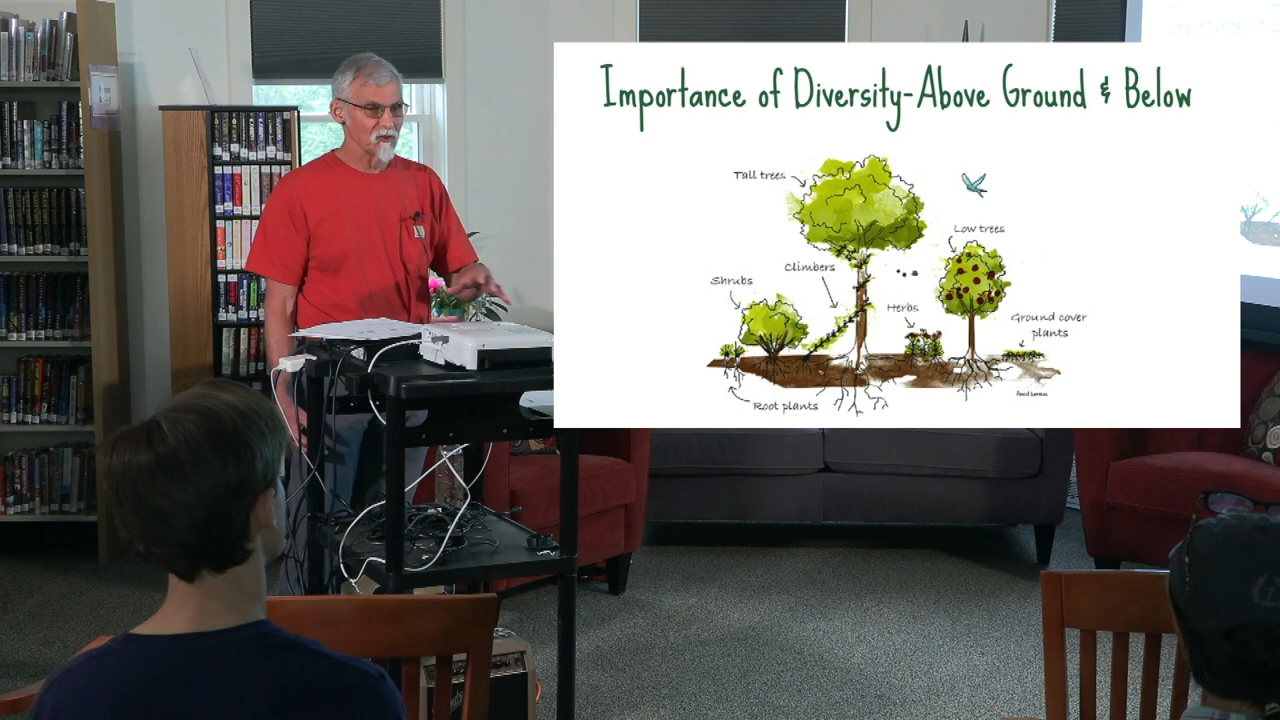 Importance of Diversity-Above Ground & Below
Tall trees
Low trees
Climbers
Shrubs
Herbs
Ground cover
plants
Root plants